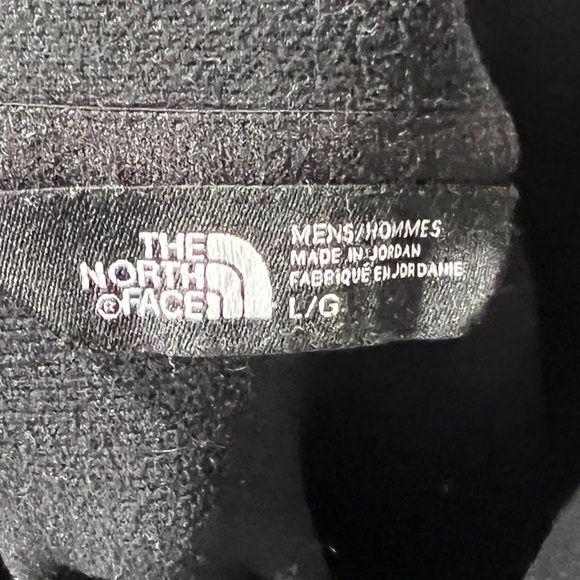 THE
NORTH
®FACE
MENS/HOMMES
MADE IN JORDAN
FABRIQUÉ EN JORDANIE
L/G